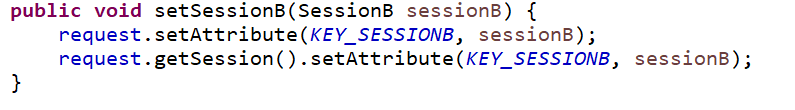 public void setSessionB(SessionB sessionB) {
    request.setAttribute(KEY_SESSIONB, sessionB);
    request.getSession().setAttribute(KEY_SESSIONB, sessionB);
}